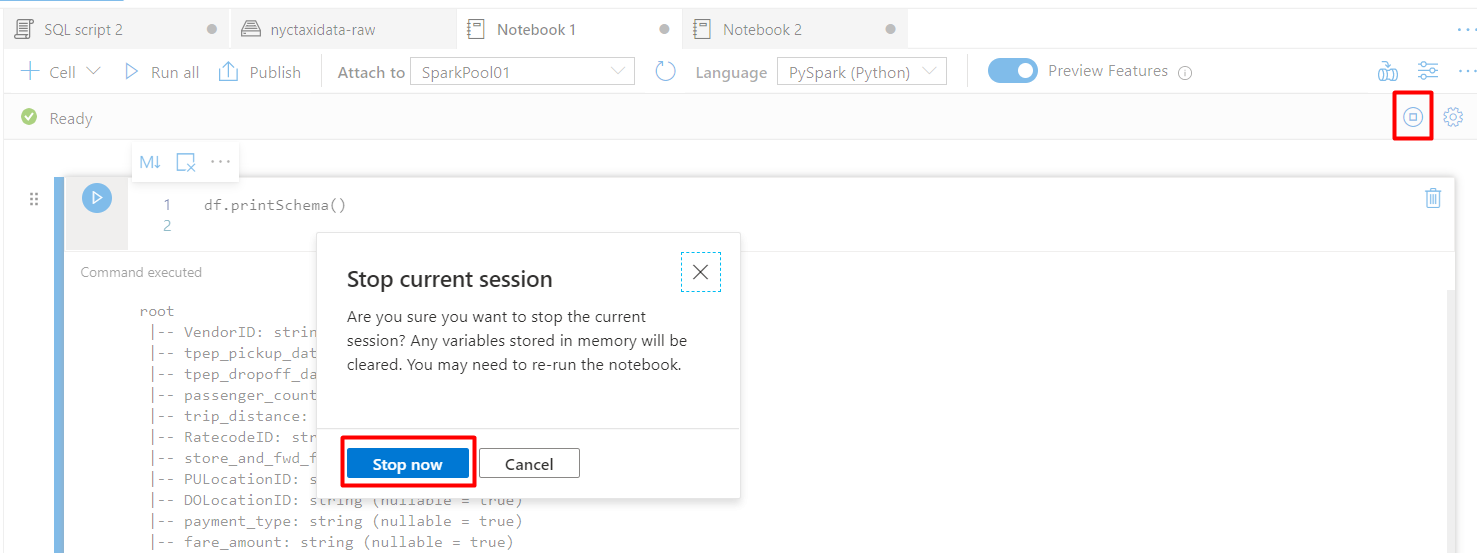 SQL script 2
nyctaxidata-raw
Notebook 1
Notebook 2
Cell
Run all
Publish
Attach to
SparkPool01
Language
PySpark (Python)
Preview Features
Ready
M↓
1 df.printSchema()
2
Command executed
Stop current session
Are you sure you want to stop the current
session? Any variables stored in memory will be
cleared. You may need to re-run the notebook.
Stop now
Cancel
root
|-- VendorID: strin
|-- tpep_pickup_dat
|-- tpep_dropoff_da
|-- passenger_count
|-- trip_distance:
|-- RatecodeID: str
|-- store_and_fwd_f
|-- PULocationID: s
|-- DOLocationID: string (nullable = true)
|-- payment_type: string (nullable = true)
|-- fare_amount: string (nullable = true)